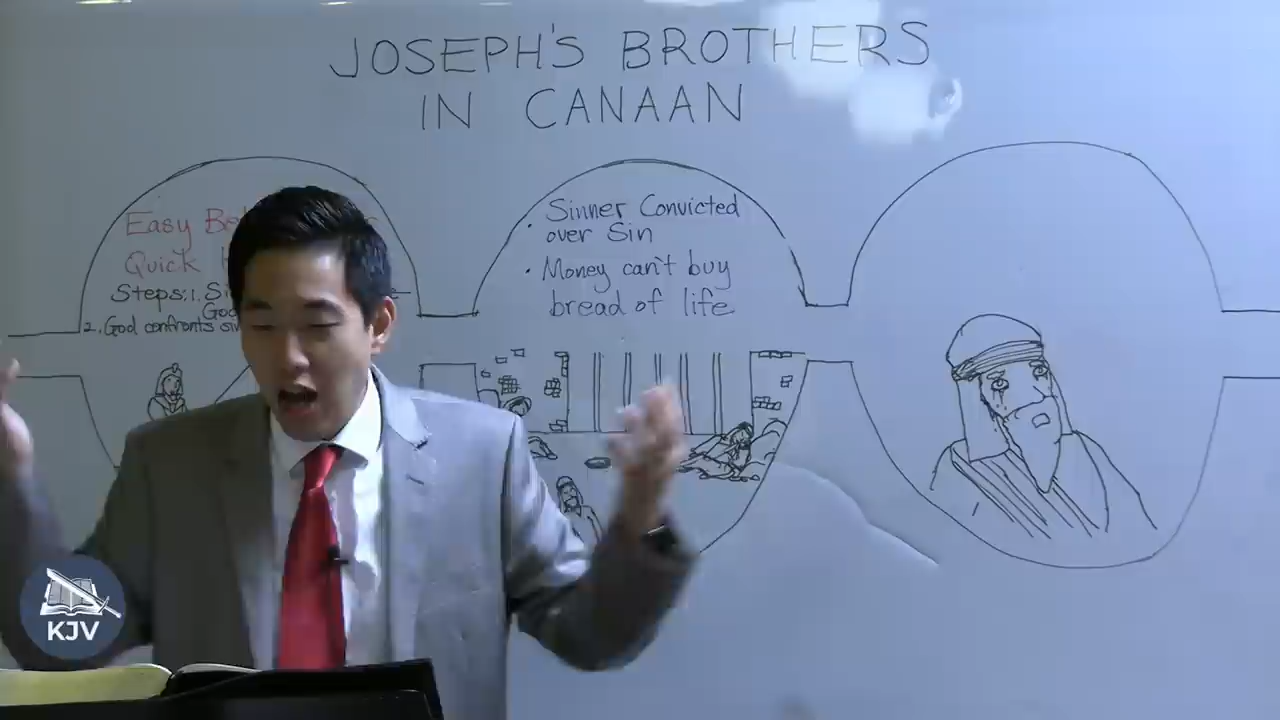 JOSEPH'S BROTHERS
IN CANAAN
Easy
Quick
Steps: 1.
God
2. God confronts
• Sinner Convicted
over Sin
• Money can't buy
bread of life
KJV